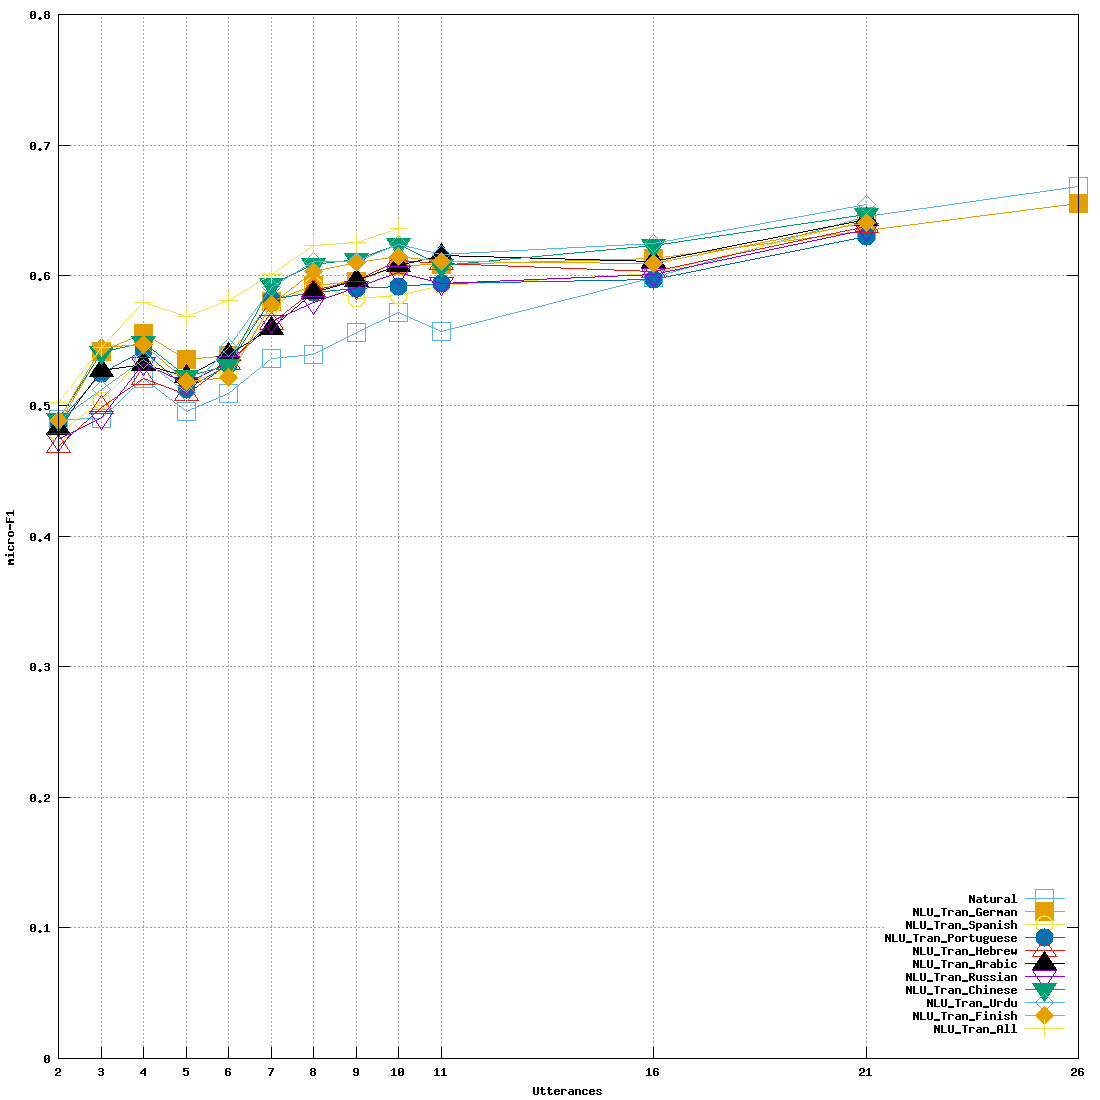 0.8
0.7
0.6
0.5
0.4
0.3
0.2
0.1
0
micro-F1
Natural
NLU_Tran_German
NLU_Tran_Spanish
NLU_Tran_Portuguese
NLU_Tran_Hebrew
NLU_Tran_Arabic
NLU_Tran_Russian
NLU_Tran_Chinese
NLU_Tran_Urdu
NLU_Tran_Finish
NLU_Tran_All
2 3 4 5 6 7 8 9 10 11 16 21 26
Utterances